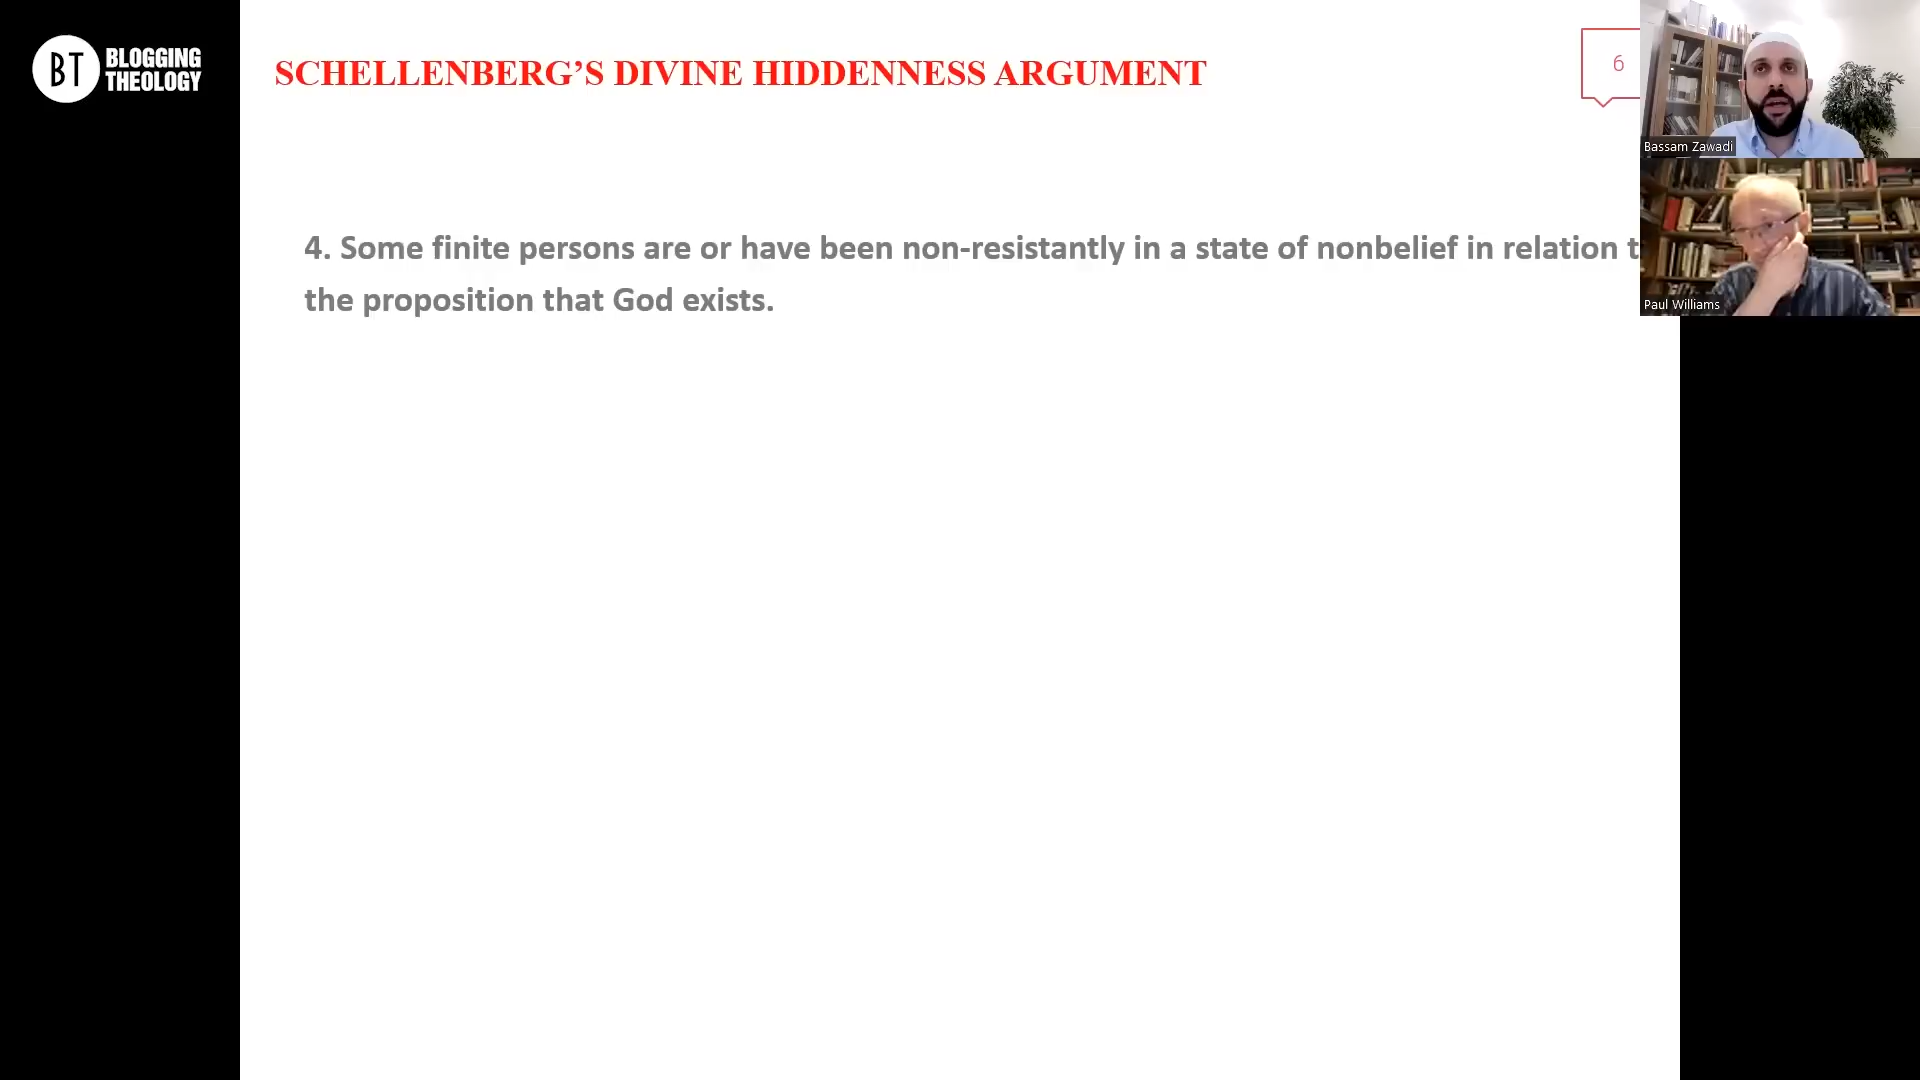 BT BLOGGING
THEOLOGY
SCHELLENBERG’S DIVINE HIDDENNESS ARGUMENT
6
Bassam Zawadi
4. Some finite persons are or have been non-resistantly in a state of nonbelief in relation t
the proposition that God exists.
Paul Williams